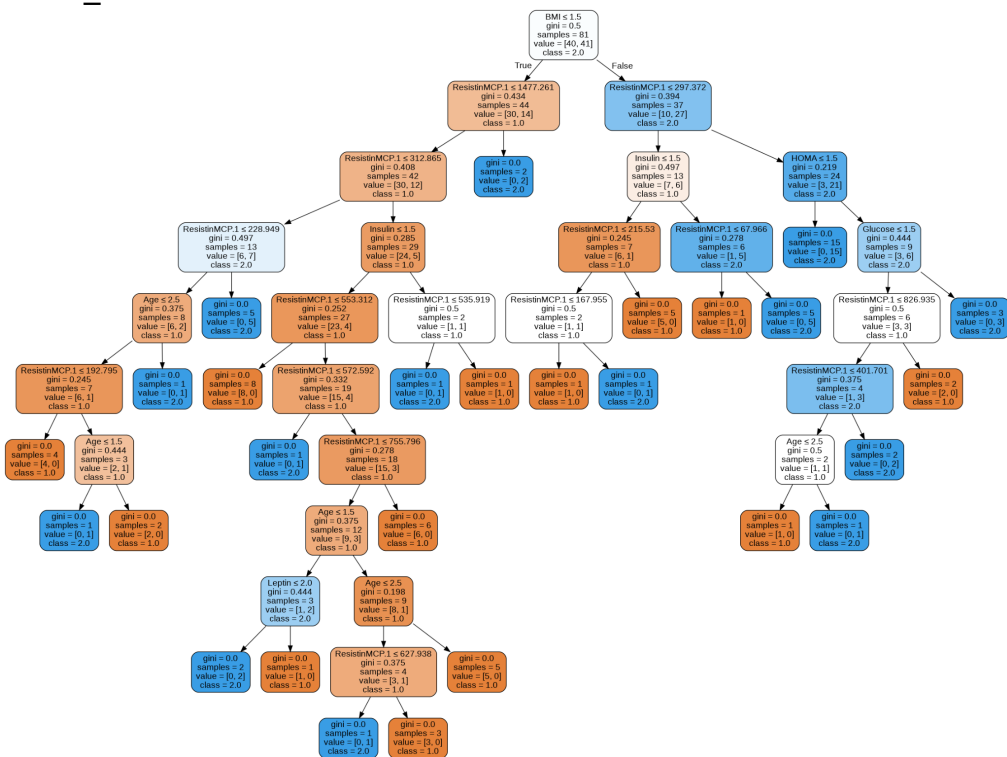 BMI ≤ 1.5
gini = 0.5
samples = 81
value = [40, 41]
class = 2.0
True
False
ResistinMCP.1 ≤ 1477.261
gini = 0.434
samples = 44
value = [30, 14]
class = 1.0
ResistinMCP.1 ≤ 297.372
gini = 0.394
samples = 37
value = [10, 27]
class = 2.0
ResistinMCP.1 ≤ 312.865
gini = 0.408
samples = 42
value = [30, 12]
class = 1.0
gini = 0.0
samples = 2
value = [0, 2]
class = 2.0
Insulin ≤ 1.5
gini = 0.497
samples = 13
value = [7, 6]
class = 1.0
HOMA ≤ 1.5
gini = 0.219
samples = 24
value = [3, 21]
class = 2.0
ResistinMCP.1 ≤ 228.949
gini = 0.497
samples = 13
value = [6, 7]
class = 2.0
Insulin ≤ 1.5
gini = 0.285
samples = 29
value = [24, 5]
class = 1.0
ResistinMCP.1 ≤ 215.53
gini = 0.245
samples = 7
value = [6, 1]
class = 1.0
ResistinMCP.1 ≤ 67.966
gini = 0.278
samples = 6
value = [1, 5]
class = 2.0
gini = 0.0
samples = 15
value = [0, 15]
class = 2.0
Glucose ≤ 1.5
gini = 0.444
samples = 9
value = [3, 6]
class = 2.0
Age ≤ 2.5
gini = 0.375
samples = 8
value = [6, 2]
class = 1.0
gini = 0.0
samples = 5
value = [0, 5]
class = 2.0
ResistinMCP.1 ≤ 553.312
gini = 0.252
samples = 27
value = [23, 4]
class = 1.0
ResistinMCP.1 ≤ 535.919
gini = 0.5
samples = 2
value = [1, 1]
class = 1.0
ResistinMCP.1 ≤ 167.955
gini = 0.5
samples = 2
value = [1, 1]
class = 1.0
gini = 0.0
samples = 5
value = [5, 0]
class = 1.0
gini = 0.0
samples = 1
value = [1, 0]
class = 1.0
gini = 0.0
samples = 5
value = [0, 5]
class = 2.0
ResistinMCP.1 ≤ 826.935
gini = 0.5
samples = 6
value = [3, 3]
class = 1.0
gini = 0.0
samples = 3
value = [0, 3]
class = 2.0
ResistinMCP.1 ≤ 192.795
gini = 0.245
samples = 7
value = [6, 1]
class = 1.0
gini = 0.0
samples = 1
value = [0, 1]
class = 2.0
gini = 0.0
samples = 8
value = [8, 0]
class = 1.0
ResistinMCP.1 ≤ 572.592
gini = 0.332
samples = 19
value = [15, 4]
class = 1.0
gini = 0.0
samples = 1
value = [0, 1]
class = 2.0
gini = 0.0
samples = 1
value = [1, 0]
class = 1.0
gini = 0.0
samples = 1
value = [1, 0]
class = 1.0
gini = 0.0
samples = 1
value = [0, 1]
class = 2.0
ResistinMCP.1 ≤ 401.701
gini = 0.375
samples = 4
value = [1, 3]
class = 2.0
gini = 0.0
samples = 2
value = [2, 0]
class = 1.0
gini = 0.0
samples = 4
value = [4, 0]
class = 1.0
Age ≤ 1.5
gini = 0.444
samples = 3
value = [2, 1]
class = 1.0
gini = 0.0
samples = 1
value = [0, 1]
class = 2.0
ResistinMCP.1 ≤ 755.796
gini = 0.278
samples = 18
value = [15, 3]
class = 1.0
Age ≤ 2.5
gini = 0.5
samples = 2
value = [1, 1]
class = 1.0
gini = 0.0
samples = 2
value = [0, 2]
class = 2.0
gini = 0.0
samples = 1
value = [0, 1]
class = 2.0
gini = 0.0
samples = 2
value = [2, 0]
class = 1.0
Age ≤ 1.5
gini = 0.375
samples = 12
value = [9, 3]
class = 1.0
gini = 0.0
samples = 6
value = [6, 0]
class = 1.0
gini = 0.0
samples = 1
value = [1, 0]
class = 1.0
gini = 0.0
samples = 1
value = [0, 1]
class = 2.0
Leptin ≤ 2.0
gini = 0.444
samples = 3
value = [1, 2]
class = 2.0
Age ≤ 2.5
gini = 0.198
samples = 9
value = [8, 1]
class = 1.0
gini = 0.0
samples = 2
value = [0, 2]
class = 2.0
gini = 0.0
samples = 1
value = [1, 0]
class = 1.0
ResistinMCP.1 ≤ 627.938
gini = 0.375
samples = 4
value = [3, 1]
class = 1.0
gini = 0.0
samples = 5
value = [5, 0]
class = 1.0
gini = 0.0
samples = 1
value = [0, 1]
class = 2.0
gini = 0.0
samples = 3
value = [3, 0]
class = 1.0